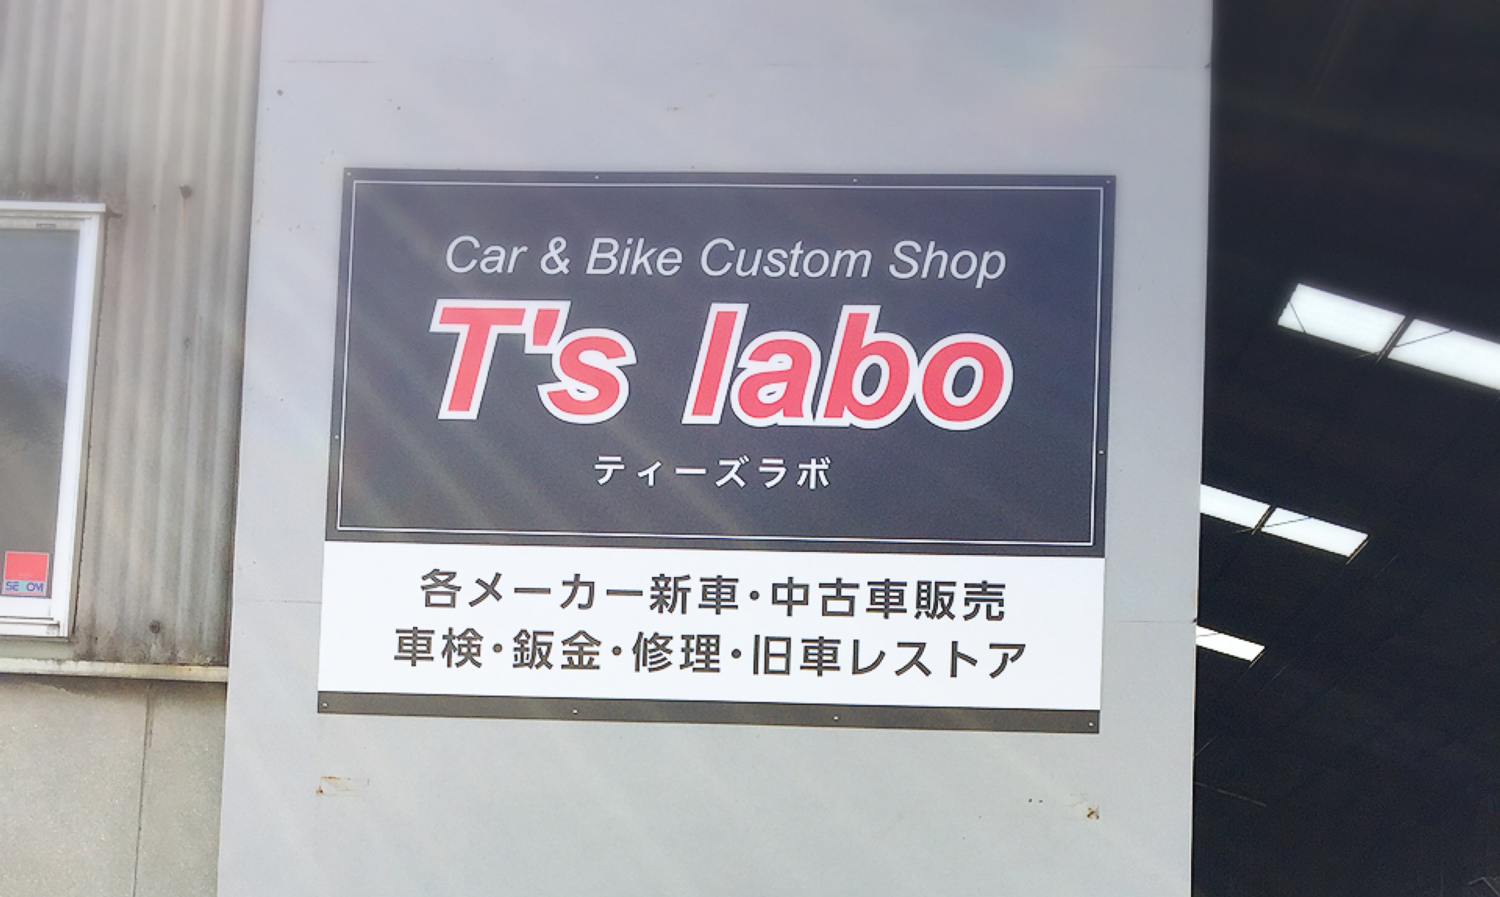 Car & Bike Custom Shop
T's labo
ティーズラボ
各メーカー新車・中古車販売
車検・鈑金・修理・旧車レストア
SECOM